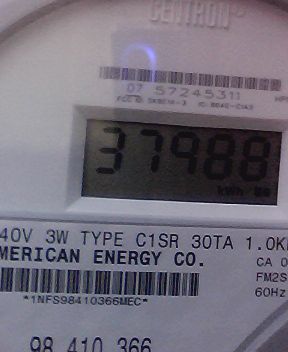 CENTRON
07 57245311
37988
kWh
40V 3W TYPE C1SR 30TA 1.0K
MERICAN ENERGY CO.
CA 0
FM2S
*1NFS98410366MEC*
60Hz
98 410 366